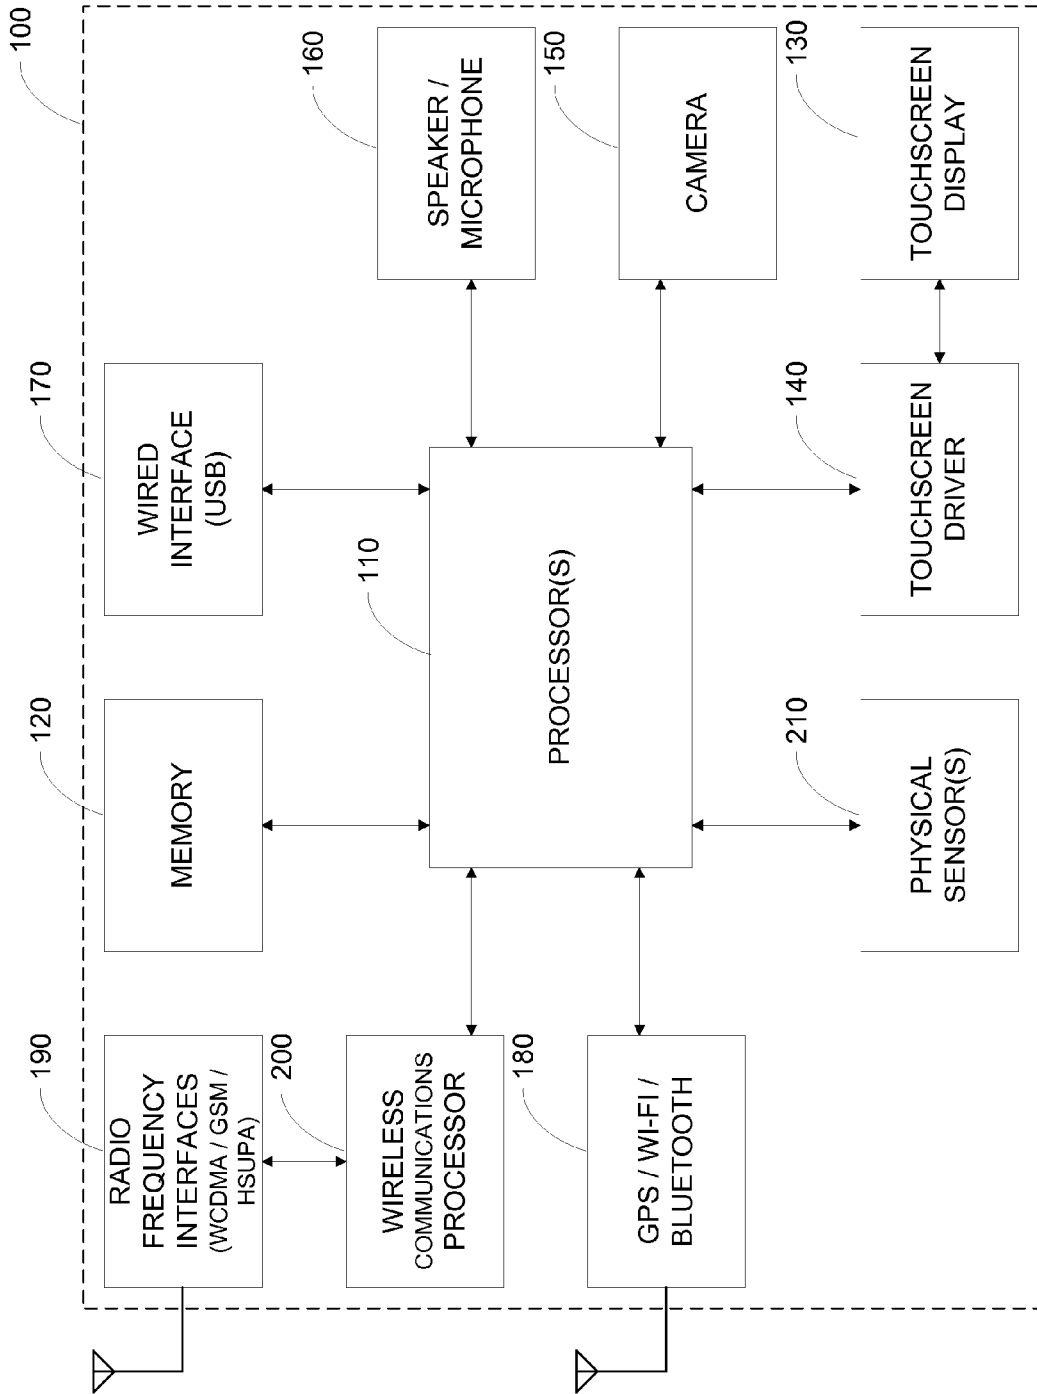 100
190
RADIO
FREQUENCY
INTERFACES
(WCDMA / GSM /
HSUPA)
120
MEMORY
170
WIRED
INTERFACE
(USB)
200
WIRELESS
COMMUNICATIONS
PROCESSOR
160
SPEAKER /
MICROPHONE
110
PROCESSOR(S)
180
GPS / WI-FI /
BLUETOOTH
150
CAMERA
210
PHYSICAL
SENSOR(S)
140
TOUCHSCREEN
DRIVER
130
TOUCHSCREEN
DISPLAY